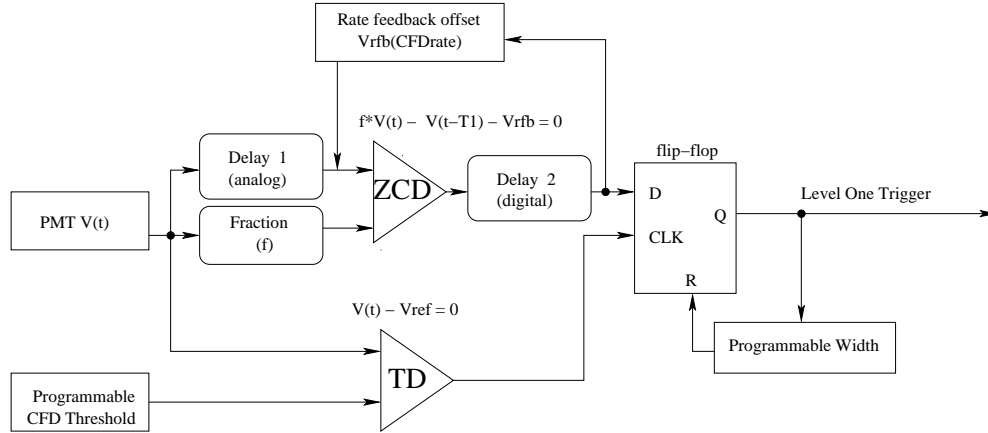 Rate feedback offset
Vrfb(CFDrate)
f*V(t) − V(t−T1) − Vrfb = 0
flip−flop
Delay 1
(analog)
ZCD
Delay 2
(digital)
D
Q
CLK
R
Level One Trigger
PMT V(t)
Fraction
(f)
V(t) − Vref = 0
Programmable Width
TD
Programmable
CFD Threshold